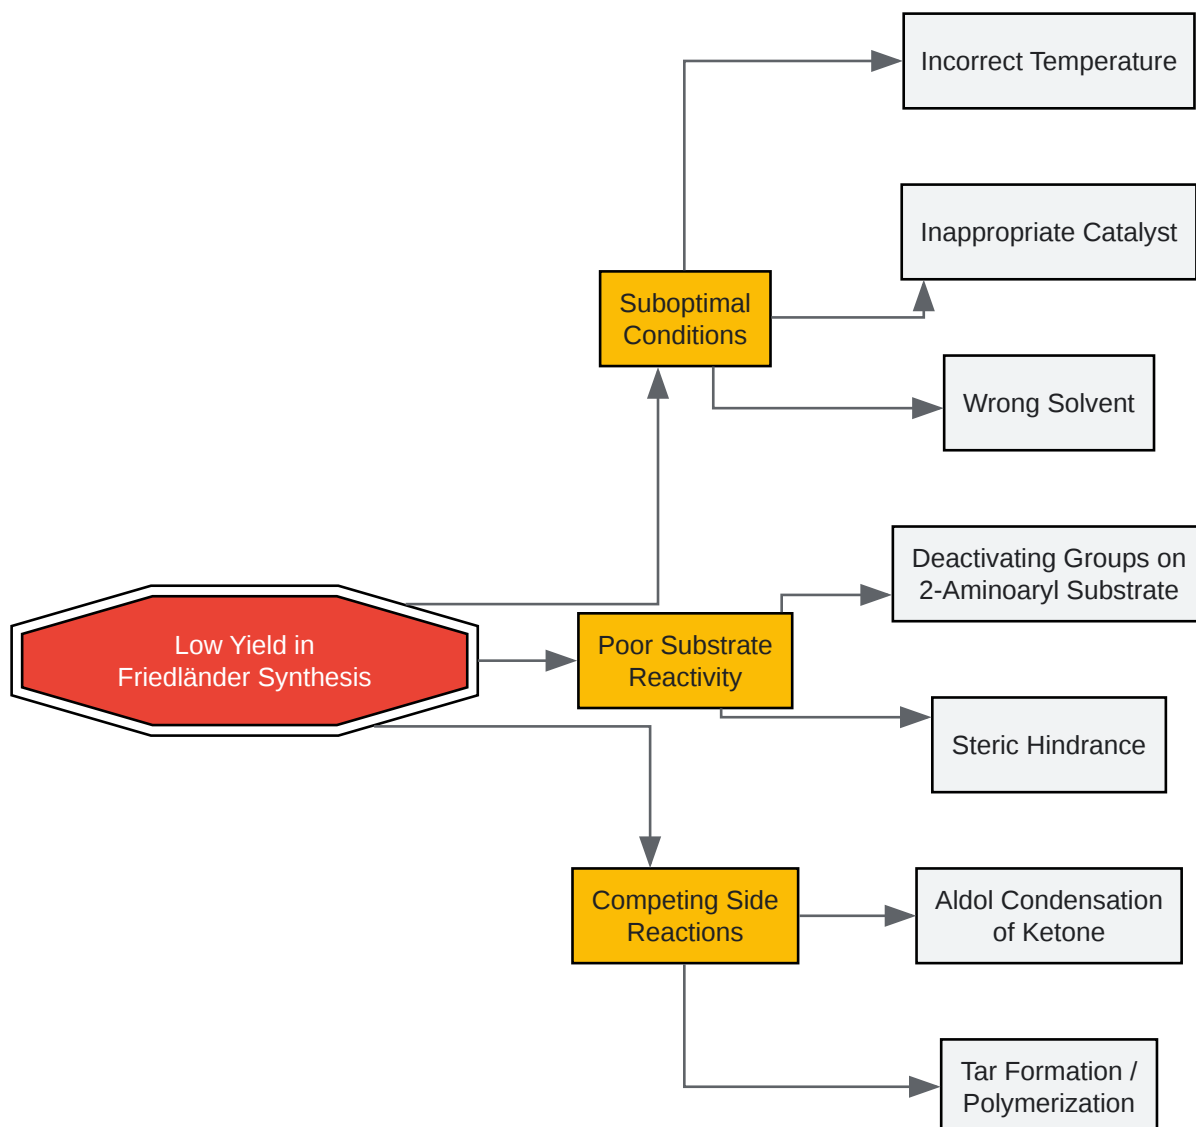 Incorrect Temperature
Inappropriate Catalyst
Suboptimal
Conditions
Wrong Solvent
Deactivating Groups on
2-Aminoaryl Substrate
Low Yield in
Friedländer Synthesis
Poor Substrate
Reactivity
Steric Hindrance
Competing Side
Reactions
Aldol Condensation
of Ketone
Tar Formation /
Polymerization